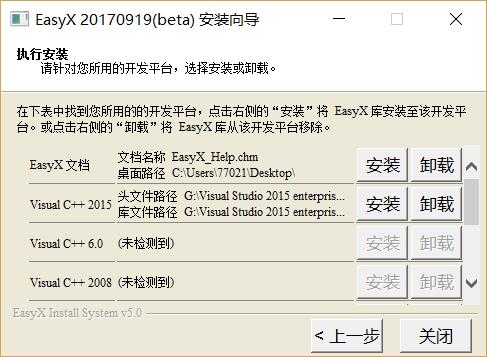 EasyX 20170919(beta) 安装向导
执行安装
请针对您所用的开发平台，选择安装或卸载。
在下表中找到您所用的的开发平台，点击右侧的“安装”将 EasyX 库安装至该开发平
台。或点击右侧的“卸载”将 EasyX 库从该开发平台移除。
EasyX 文档
文档名称 EasyX_Help.chm
桌面路径 C:\Users\77021\Desktop\
安装
卸载
Visual C++ 2015
头文件路径 G:\Visual Studio 2015 enterpris...
库文件路径 G:\Visual Studio 2015 enterpris...
安装
卸载
Visual C++ 6.0
(未检测到)
安装
卸载
Visual C++ 2008
(未检测到)
安装
卸载
EasyX Install System v5.0
< 上一步
关闭